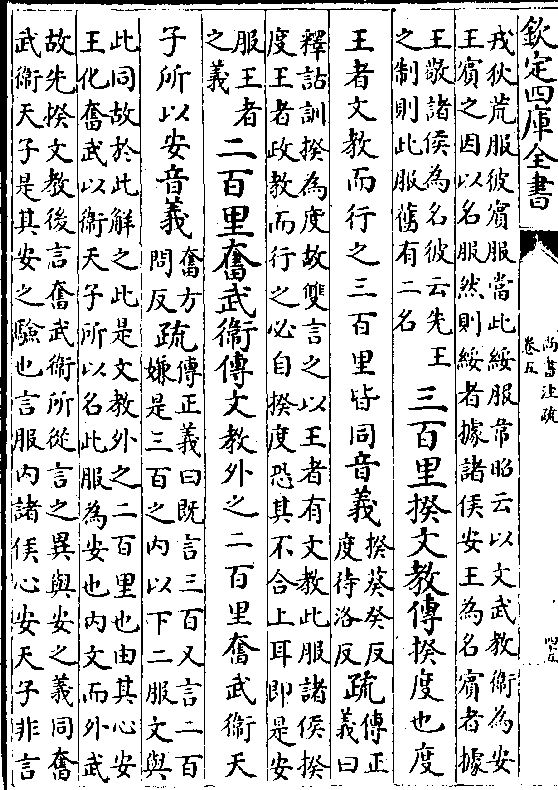 欽定四庫全書
尚書注疏
卷五
四五
戎狄荒服彼賓服當此綏服韋昭云以文武教衛為安
王賓之因以名服然則綏者據諸侯安王為名賓者據
王敬諸侯為名彼云先王
之制則此服舊有二名
三百里揆文教傳揆度也度
王者文教而行之三百里皆同音義
揆葵癸反
度待洛反
疏
傳正
義曰
釋詁訓揆為度故雙言之以王者有文教此服諸侯揆
度王者政教而行之必自揆度恐其不合上耳即是安
服王者
之義
二百里奮武衛傳文教外之二百里奮武衛天
子所以安音義
奮方
問反
疏
傳正義曰既言三百又言二百
嫌是三百之内以下二服文與
此同故於此解之此是文教外之二百里也由其心安
王化奮武以衛天子所以名此服為安也内文而外武
故先揆文教後言奮武衛所從言之異與安之義同奮
武衛天子是其安之驗也言服内諸侯心安天子非言